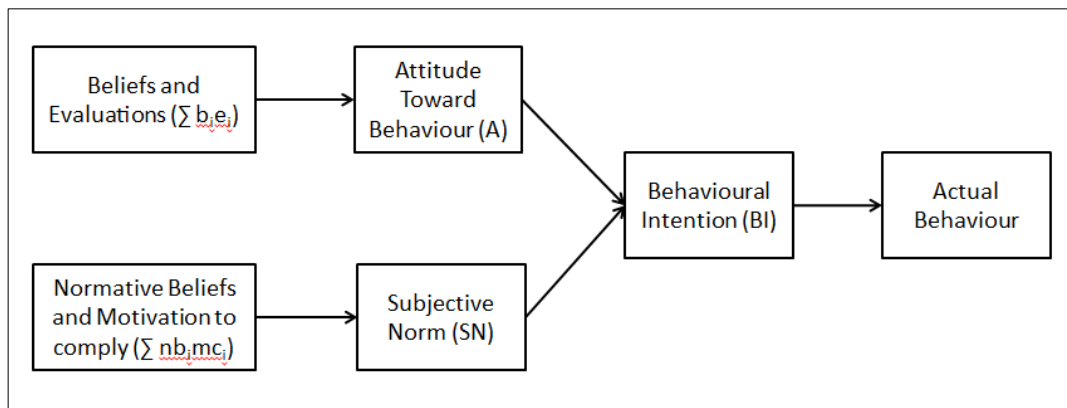 Beliefs and
Evaluations (∑ bᵢeᵢ)
Attitude
Toward
Behaviour (A)
Behavioural
Intention (BI)
Actual
Behaviour
Normative Beliefs
and Motivation to
comply (∑ nbᵢmcᵢ)
Subjective
Norm (SN)